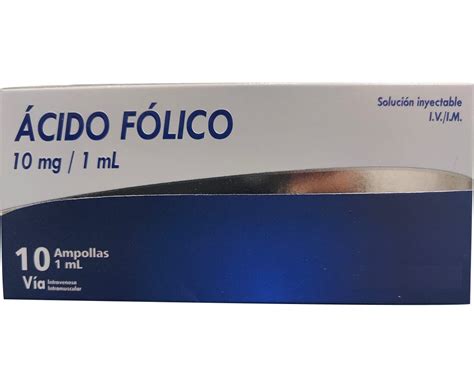 Solución inyectable
I.V./I.M.
ÁCIDO FÓLICO
10 mg / 1 mL
10 Ampollas
1 mL
Vía Intravenosa
Intramuscular